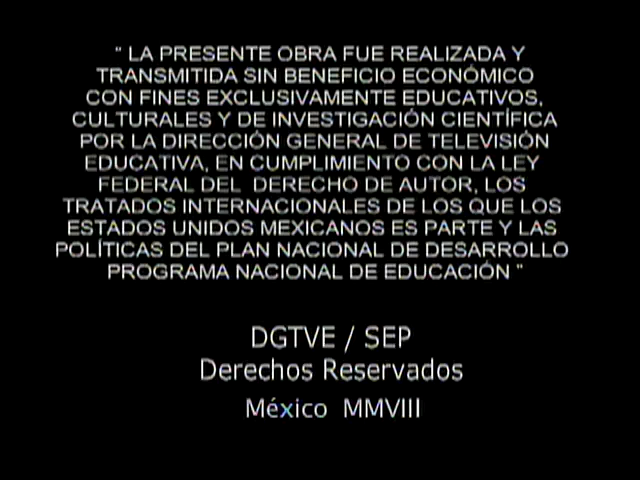 " LA PRESENTE OBRA FUE REALIZADA Y
TRANSMITIDA SIN BENEFICIO ECONÓMICO
CON FINES EXCLUSIVAMENTE EDUCATIVOS,
CULTURALES Y DE INVESTIGACIÓN CIENTÍFICA
POR LA DIRECCIÓN GENERAL DE TELEVISIÓN
EDUCATIVA, EN CUMPLIMIENTO CON LA LEY
FEDERAL DEL DERECHO DE AUTOR, LOS
TRATADOS INTERNACIONALES DE LOS QUE LOS
ESTADOS UNIDOS MEXICANOS ES PARTE Y LAS
POLÍTICAS DEL PLAN NACIONAL DE DESARROLLO
PROGRAMA NACIONAL DE EDUCACIÓN "
DGTVE / SEP
Derechos Reservados
México MMVIII